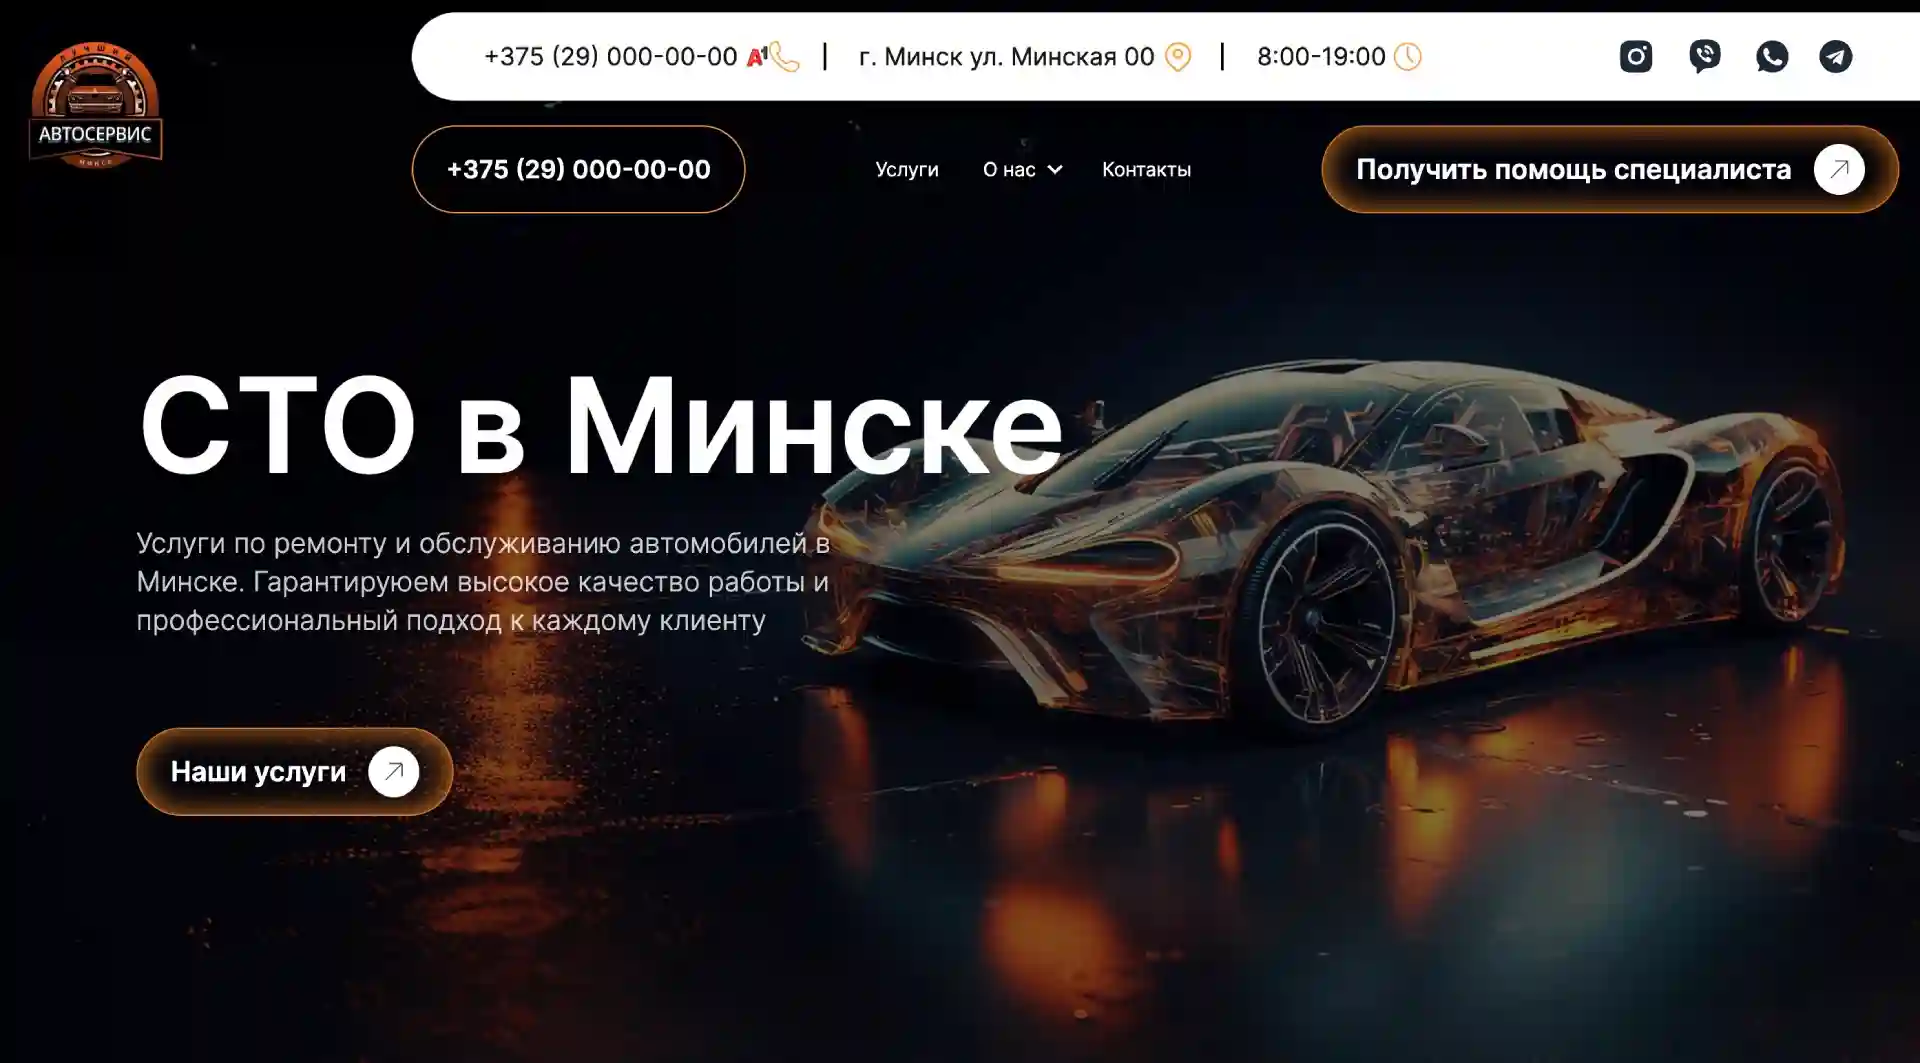 ЛУЧШИЙ
АВТОСЕРВИС
МИНСК
+375 (29) 000-00-00 A1 | г. Минск ул. Минская 00 | 8:00-19:00
+375 (29) 000-00-00
Услуги
О нас
Контакты
Получить помощь специалиста
СТО в Минске
Услуги по ремонту и обслуживанию автомобилей в
Минске. Гарантируюем высокое качество работы и
профессиональный подход к каждому клиенту
Наши услуги